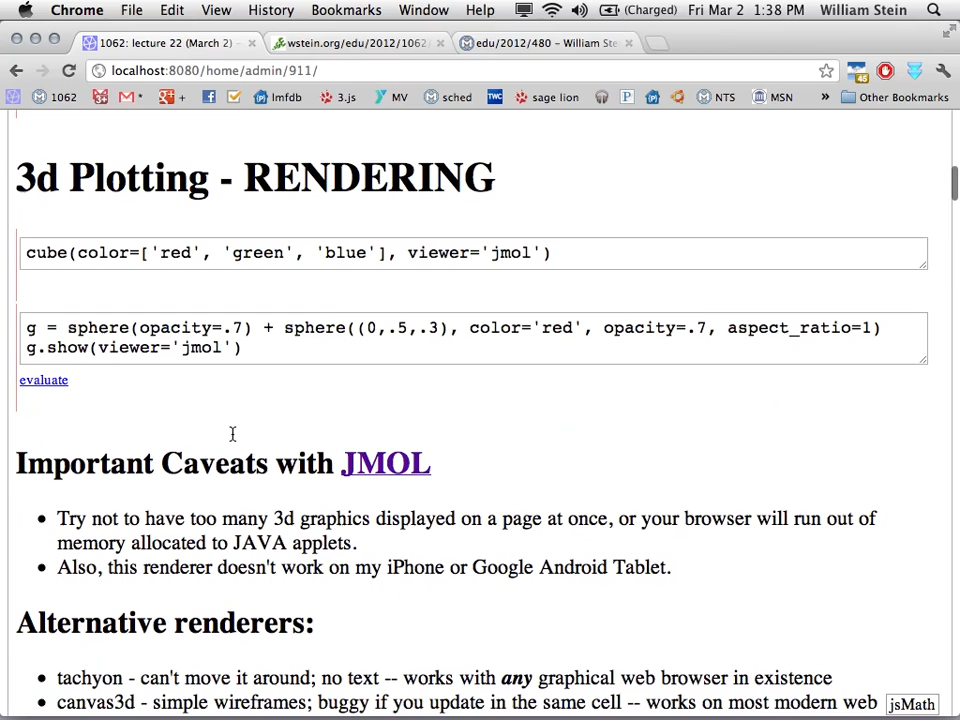 Chrome File Edit View History Bookmarks Window Help (Charged) Fri Mar 2 1:38 PM William Stein
1062: lecture 22 (March 2) - wstein.org/edu/2012/1062/ edu/2012/480 - William Ste
localhost:8080/home/admin/911/ 45
1062 M lmfdb 3.js MV sched TWC sage lion P NTS MSN » Other Bookmarks
3d Plotting - RENDERING
cube(color=['red', 'green', 'blue'], viewer='jmol')
g = sphere(opacity=.7) + sphere((0,.5,.3), color='red', opacity=.7, aspect_ratio=1)
g.show(viewer='jmol')
evaluate
Important Caveats with JMOL
• Try not to have too many 3d graphics displayed on a page at once, or your browser will run out of
memory allocated to JAVA applets.
• Also, this renderer doesn't work on my iPhone or Google Android Tablet.
Alternative renderers:
• tachyon - can't move it around; no text -- works with any graphical web browser in existence
• canvas3d - simple wireframes; buggy if you update in the same cell -- works on most modern web
jsMath